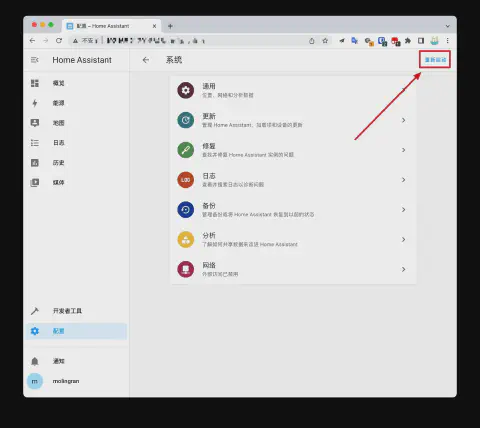 配置 – Home Assistant
不安
Home Assistant
系统
重新启动
概览
能源
地图
日志
历史
媒体
开发者工具
配置
通知
m
molingran
通用
位置、网络和分析数据
更新
管理 Home Assistant、加载项和设备的更新
修复
查找并修复 Home Assistant 实例的问题
LOG
日志
查看并搜索日志以诊断问题
备份
管理备份或将 Home Assistant 恢复到以前的状态
分析
了解如何共享数据来改进 Home Assistant
网络
外部访问已禁用